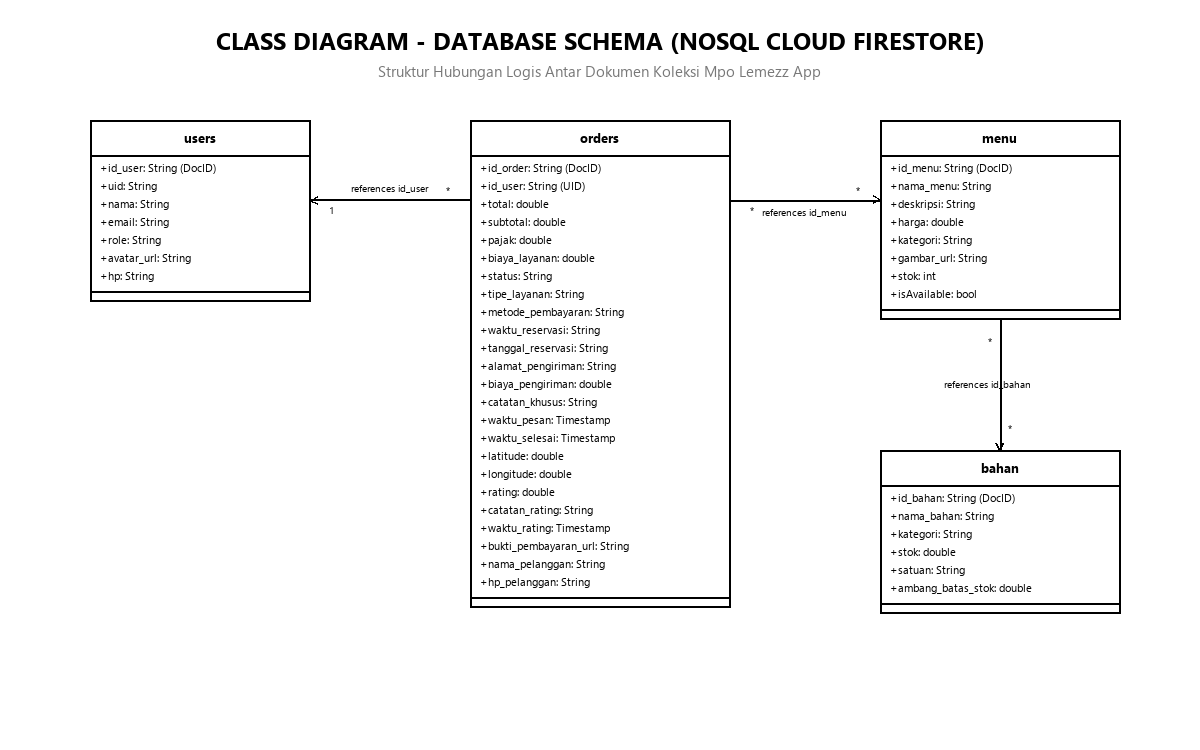 CLASS DIAGRAM - DATABASE SCHEMA (NOSQL CLOUD FIRESTORE)
Struktur Hubungan Logis Antar Dokumen Koleksi Mpo Lemezz App
users
+id_user: String (DocID)
+uid: String
+nama: String
+email: String
+role: String
+avatar_url: String
+hp: String
references id_user
*
1
orders
+id_order: String (DocID)
+id_user: String (UID)
+total: double
+subtotal: double
+pajak: double
+biaya_layanan: double
+status: String
+tipe_layanan: String
+metode_pembayaran: String
+waktu_reservasi: String
+tanggal_reservasi: String
+alamat_pengiriman: String
+biaya_pengiriman: double
+catatan_khusus: String
+waktu_pesan: Timestamp
+waktu_selesai: Timestamp
+latitude: double
+longitude: double
+rating: double
+catatan_rating: String
+waktu_rating: Timestamp
+bukti_pembayaran_url: String
+nama_pelanggan: String
+hp_pelanggan: String
*
* references id_menu
menu
+id_menu: String (DocID)
+nama_menu: String
+deskripsi: String
+harga: double
+kategori: String
+gambar_url: String
+stok: int
+isAvailable: bool
*
references id_bahan
*
bahan
+id_bahan: String (DocID)
+nama_bahan: String
+kategori: String
+stok: double
+satuan: String
+ambang_batas_stok: double